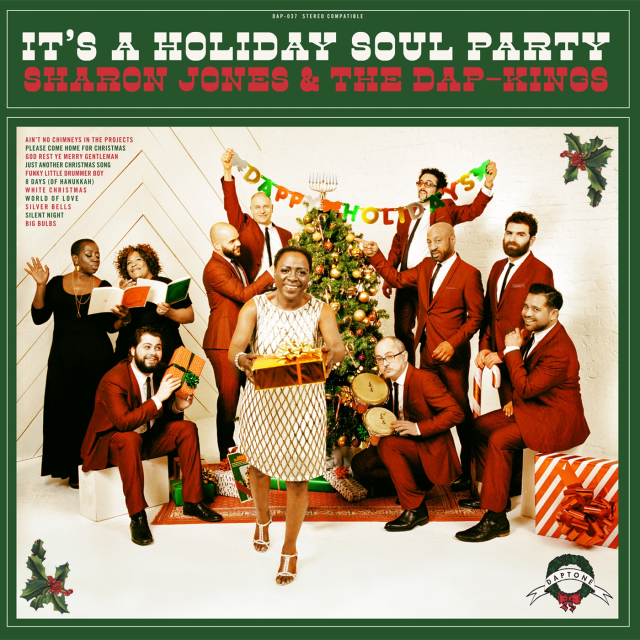 DAP-037 STEREO COMPATIBLE
IT'S A HOLIDAY SOUL PARTY
SHARON JONES & THE DAP-KINGS
AIN'T NO CHIMNEYS IN THE PROJECTS
PLEASE COME HOME FOR CHRISTMAS
GOD REST YE MERRY GENTLEMAN
JUST ANOTHER CHRISTMAS SONG
FUNKY LITTLE DRUMMER BOY
8 DAYS (OF HANUKKAH)
WHITE CHRISTMAS
WORLD OF LOVE
SILVER BELLS
SILENT NIGHT
BIG BULBS
DAPP HOLIDAYS
DAPTONE